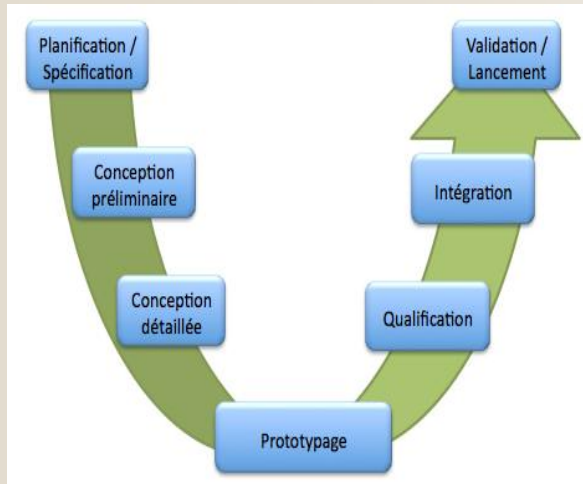 Planification /
Spécification
Conception
préliminaire
Conception
détaillée
Prototypage
Qualification
Intégration
Validation /
Lancement